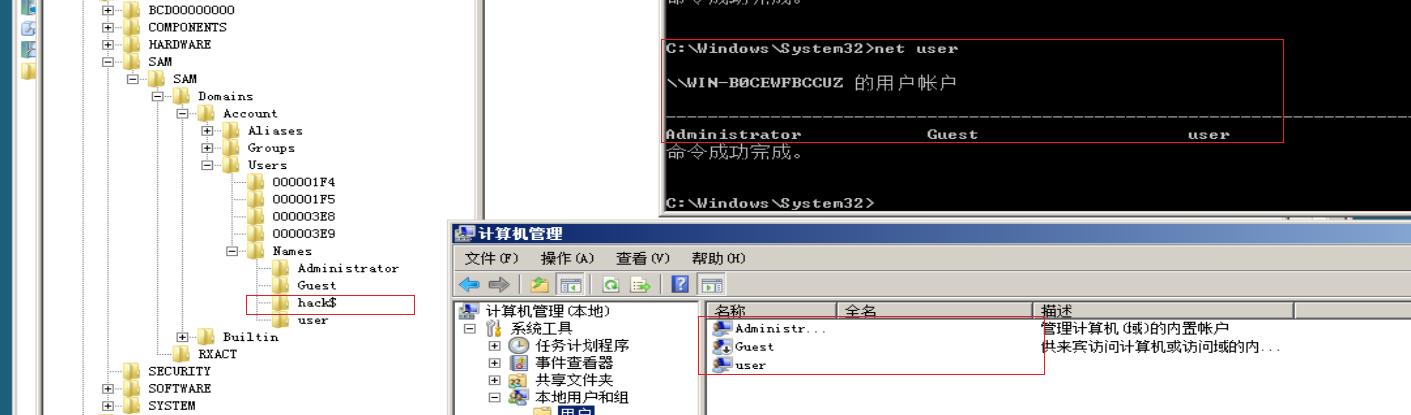 BCD00000000
COMPONENTS
HARDWARE
SAM
SAM
Domains
Account
Aliases
Groups
Users
000001F4
000001F5
000003E8
000003E9
Names
Administrator
Guest
hack$
user
Builtin
RXACT
SECURITY
SOFTWARE
SYSTEM
命令成功完成。
C:\Windows\System32>net user
\\WIN-B0CEWFBCCUZ 的用户帐户
-------------------------------------------------------------------------------
Administrator Guest user
命令成功完成。
C:\Windows\System32>
计算机管理
文件(F) 操作(A) 查看(V) 帮助(H)
计算机管理(本地)
系统工具
任务计划程序
事件查看器
共享文件夹
本地用户和组
用户
名称 全名 描述
Administr... 管理计算机(域)的内置帐户
Guest 供来宾访问计算机或访问域的内...
user